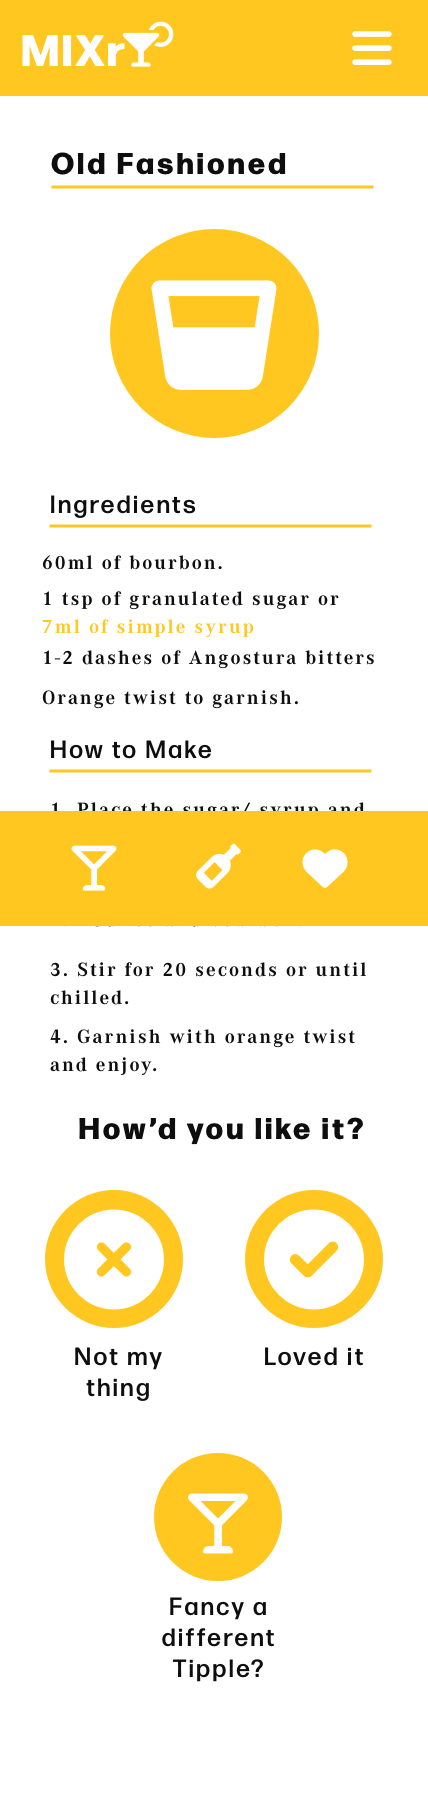 MIXr
Old Fashioned
Ingredients
60ml of bourbon.
1 tsp of granulated sugar or
7ml of simple syrup
1-2 dashes of Angostura bitters
Orange twist to garnish.
How to Make
1. Place the sugar/ syrup and
3. Stir for 20 seconds or until
chilled.
4. Garnish with orange twist
and enjoy.
How’d you like it?
Not my
thing
Loved it
Fancy a
different
Tipple?